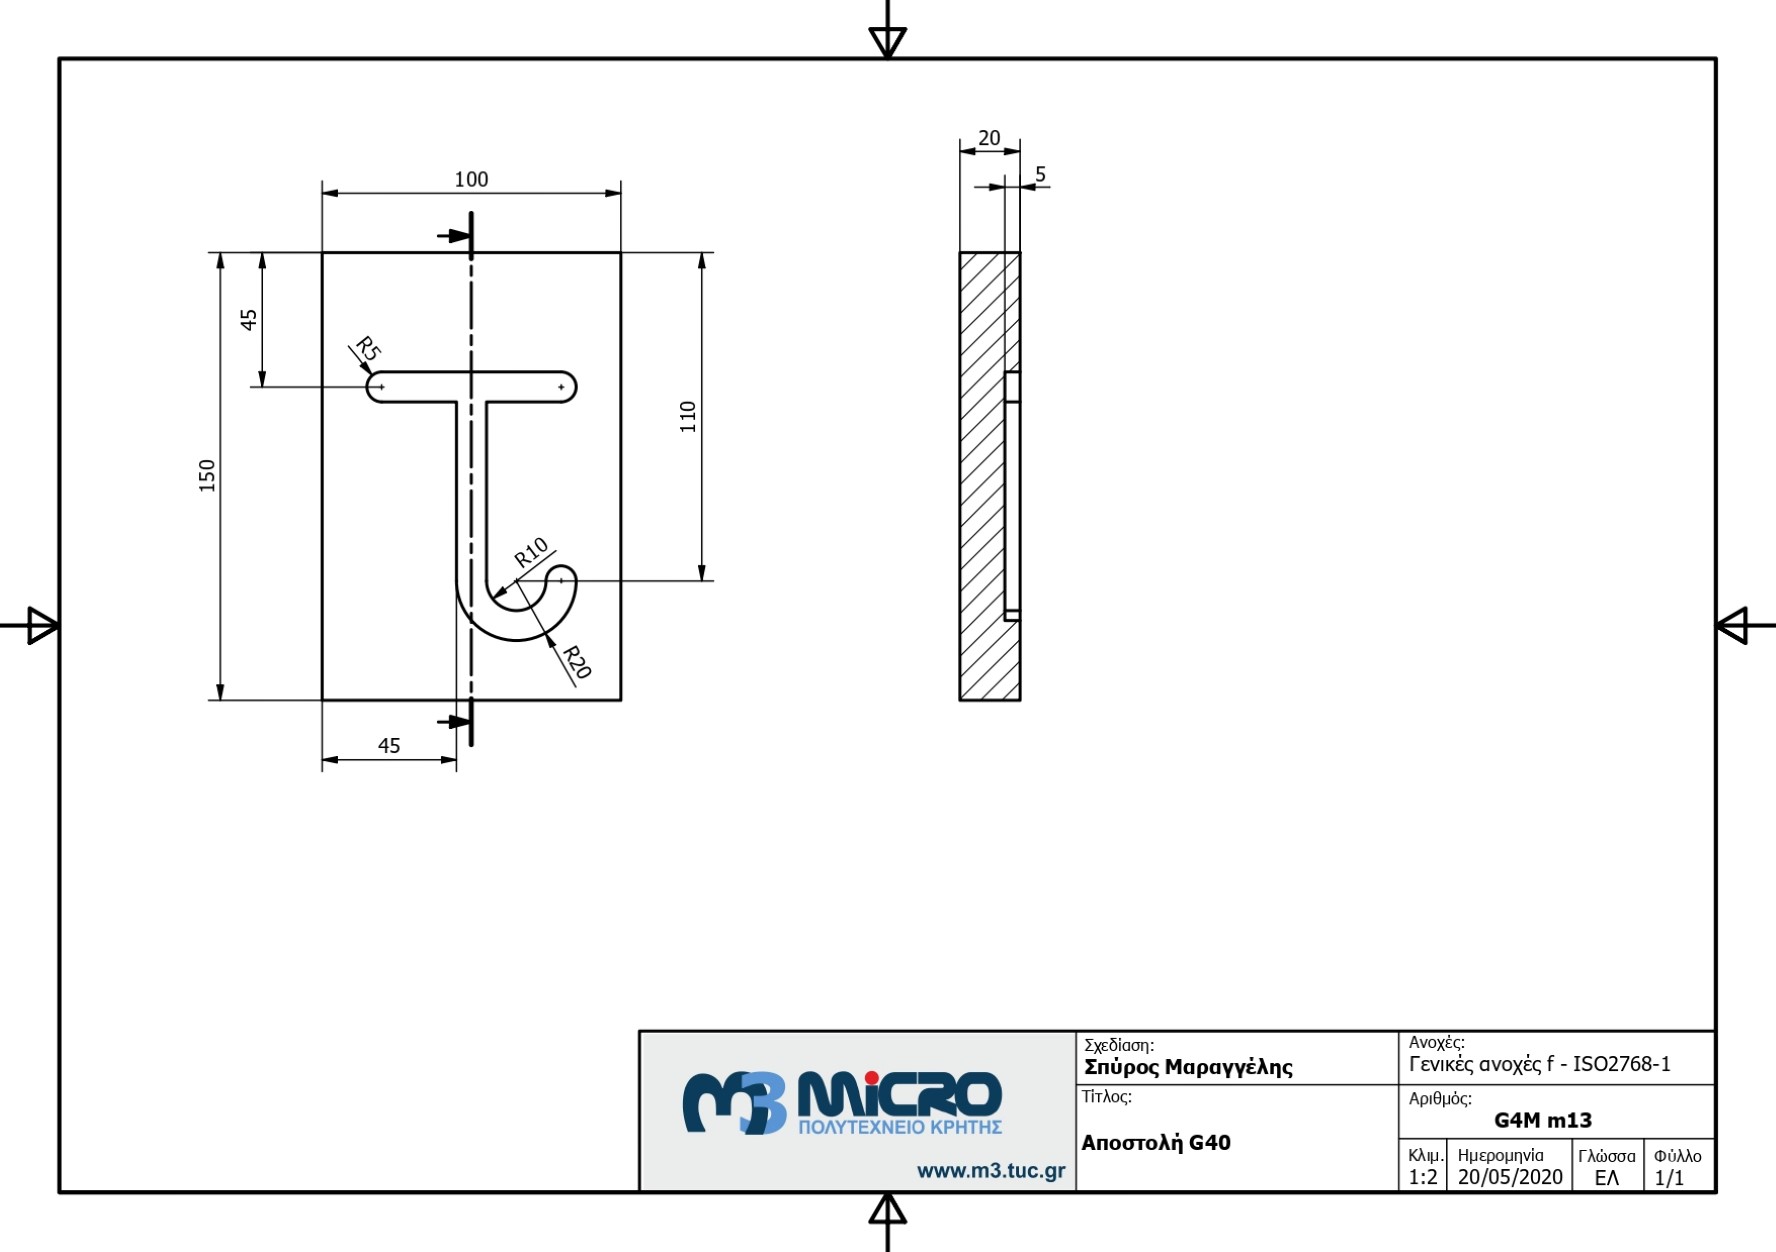 100
20
5
45
R5
110
150
R10
R20
45
m3 MiCRO
ΠΟΛΥΤΕΧΝΕΙΟ ΚΡΗΤΗΣ
www.m3.tuc.gr
Σχεδίαση:
Σπύρος Μαραγγέλης
Τίτλος:
Αποστολή G40
Ανοχές:
Γενικές ανοχές f - ISO2768-1
Αριθμός:
G4M m13
Κλιμ. Ημερομηνία Γλώσσα Φύλλο
1:2 20/05/2020 ΕΛ 1/1